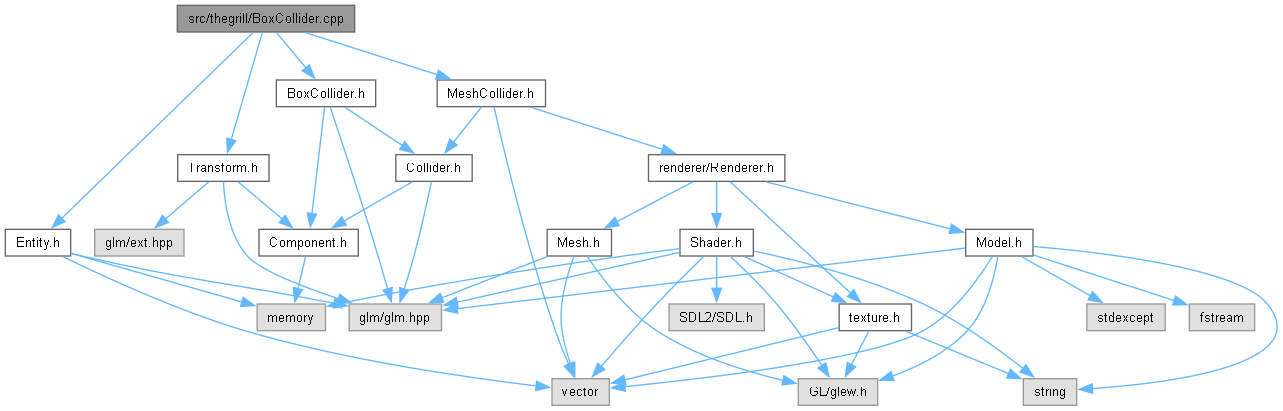 src/thegrill/BoxCollider.cpp
BoxCollider.h
MeshCollider.h
Transform.h
Collider.h
renderer/Renderer.h
Entity.h
glm/ext.hpp
Component.h
Mesh.h
Shader.h
Model.h
memory
glm/glm.hpp
SDL2/SDL.h
texture.h
stdexcept
fstream
vector
GL/glew.h
string